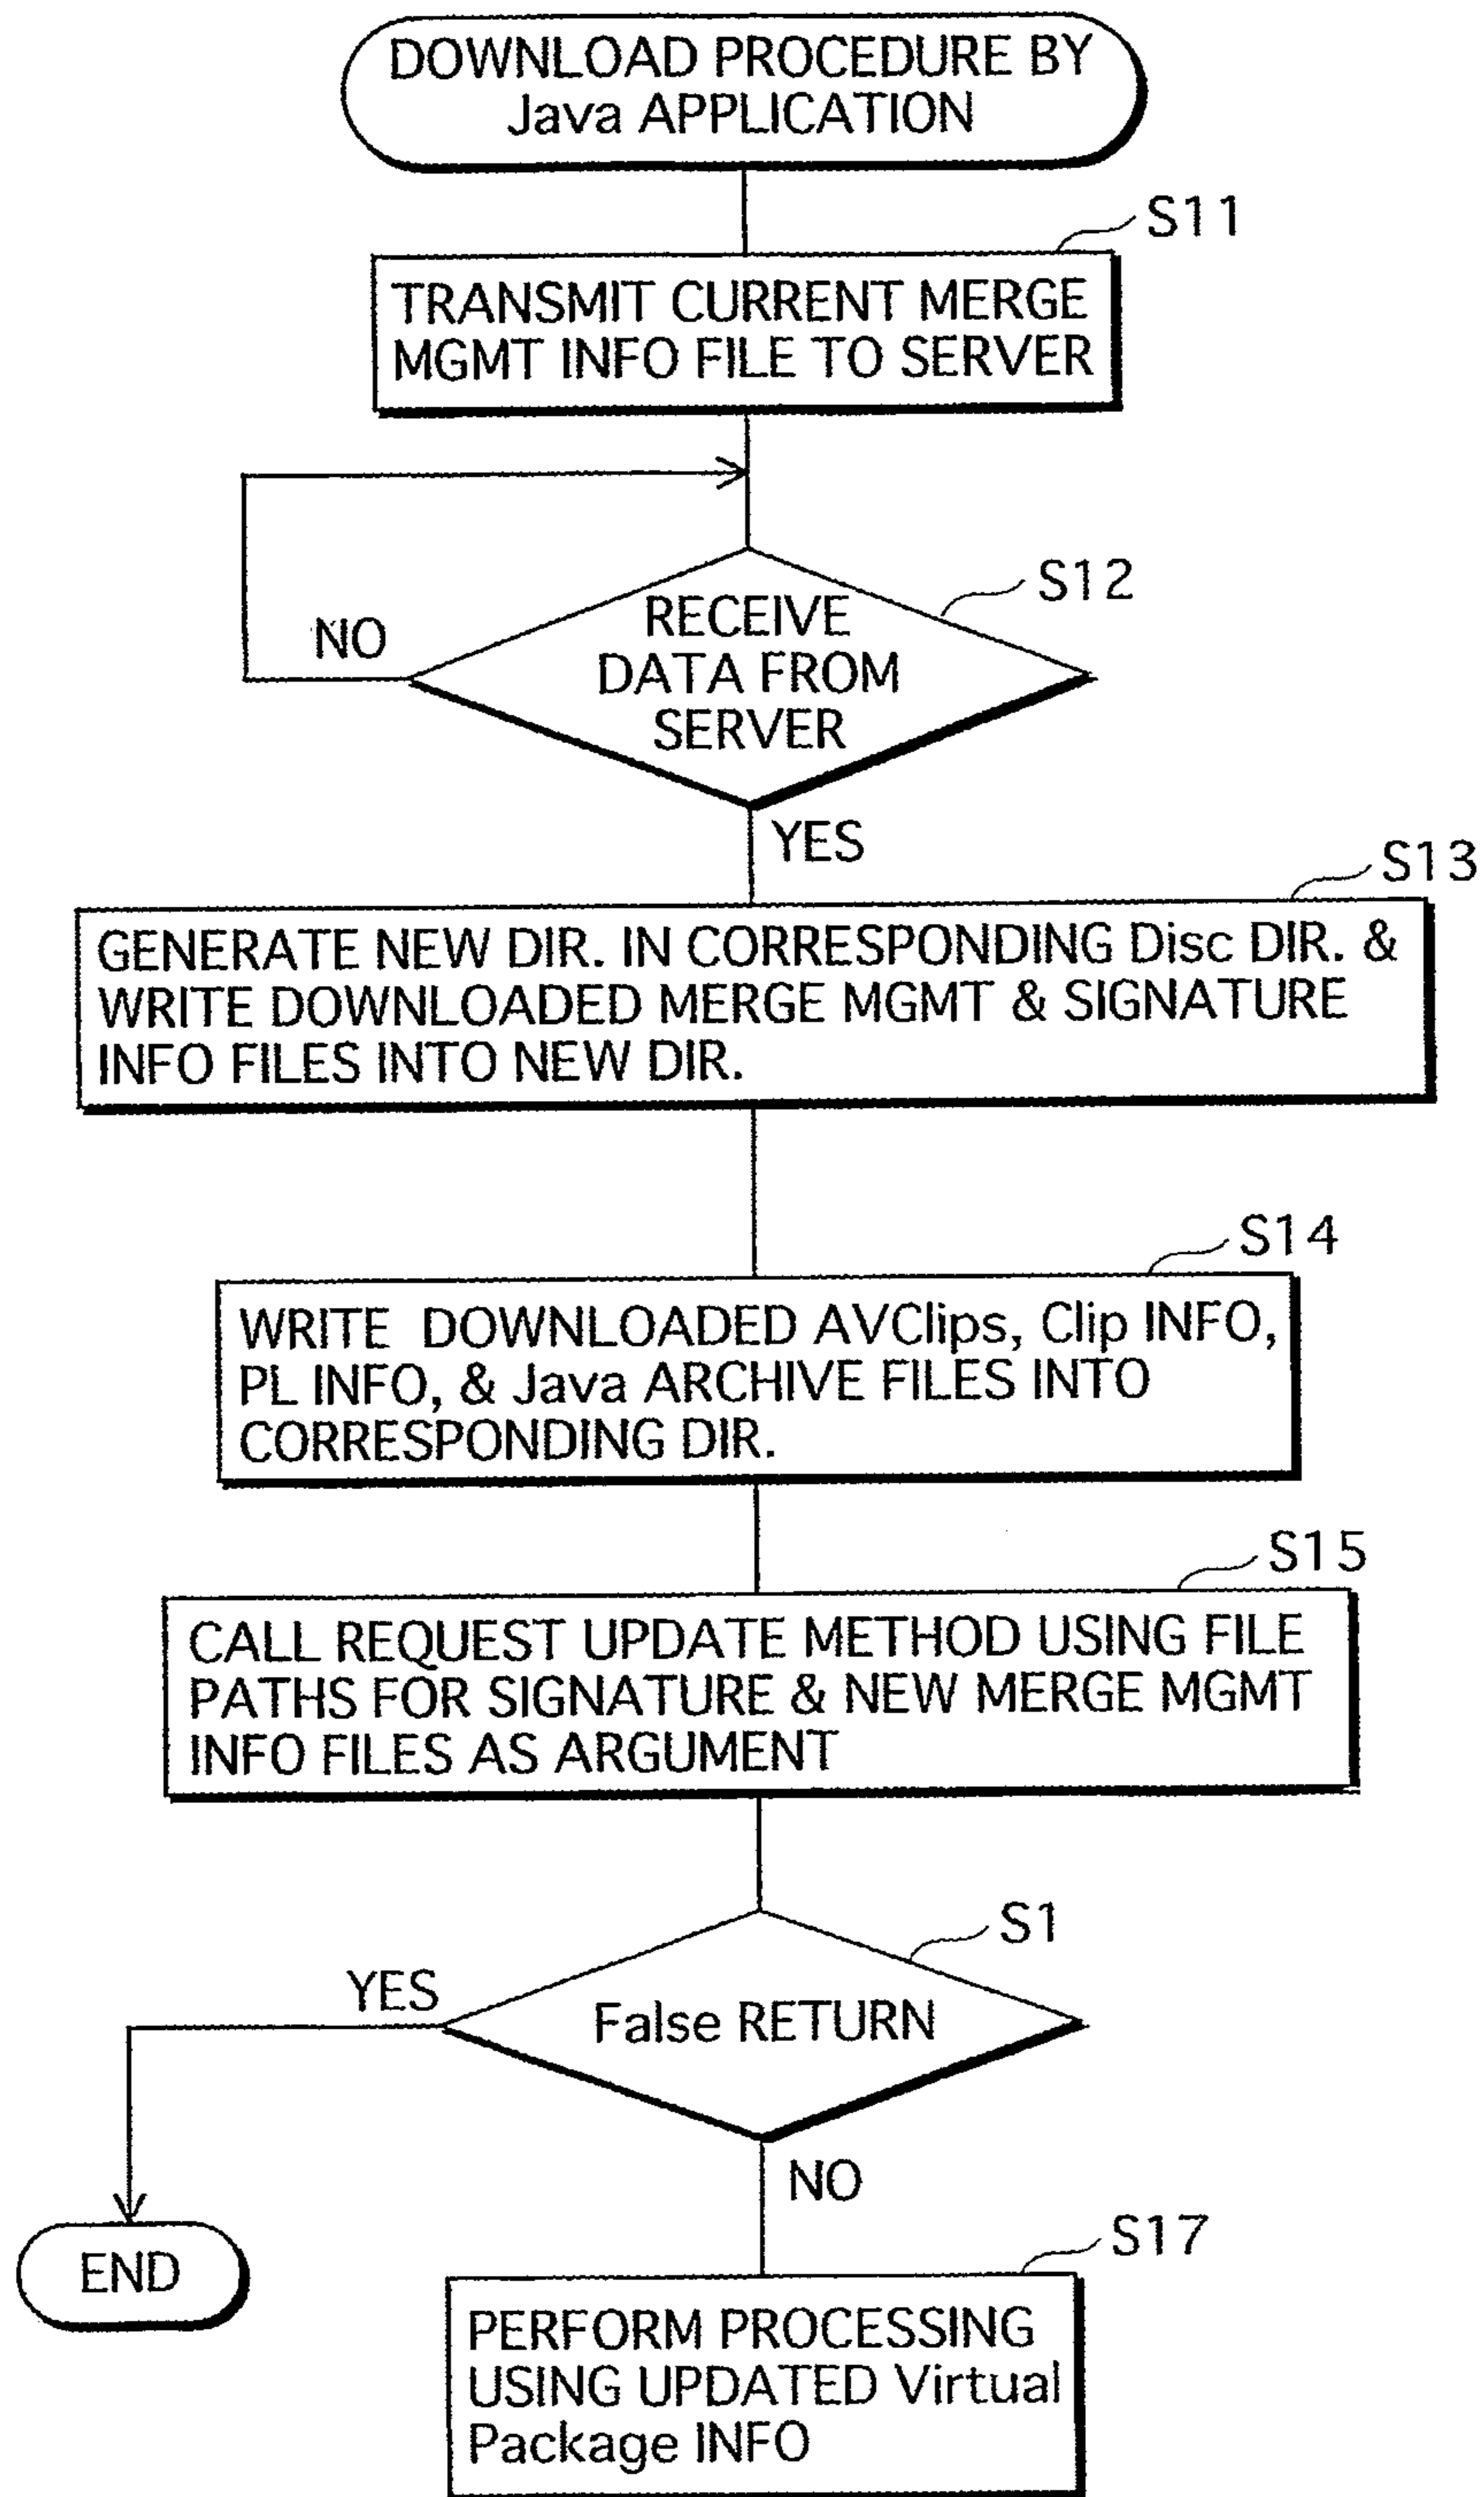 DOWNLOAD PROCEDURE BY
Java APPLICATION
S11
TRANSMIT CURRENT MERGE
MGMT INFO FILE TO SERVER
S12
NO
RECEIVE
DATA FROM
SERVER
YES
S13
GENERATE NEW DIR. IN CORRESPONDING Disc DIR. &
WRITE DOWNLOADED MERGE MGMT & SIGNATURE
INFO FILES INTO NEW DIR.
S14
WRITE DOWNLOADED AVClips, Clip INFO,
PL INFO, & Java ARCHIVE FILES INTO
CORRESPONDING DIR.
S15
CALL REQUEST UPDATE METHOD USING FILE
PATHS FOR SIGNATURE & NEW MERGE MGMT
INFO FILES AS ARGUMENT
S1
YES
False RETURN
NO
END
S17
PERFORM PROCESSING
USING UPDATED Virtual
Package INFO